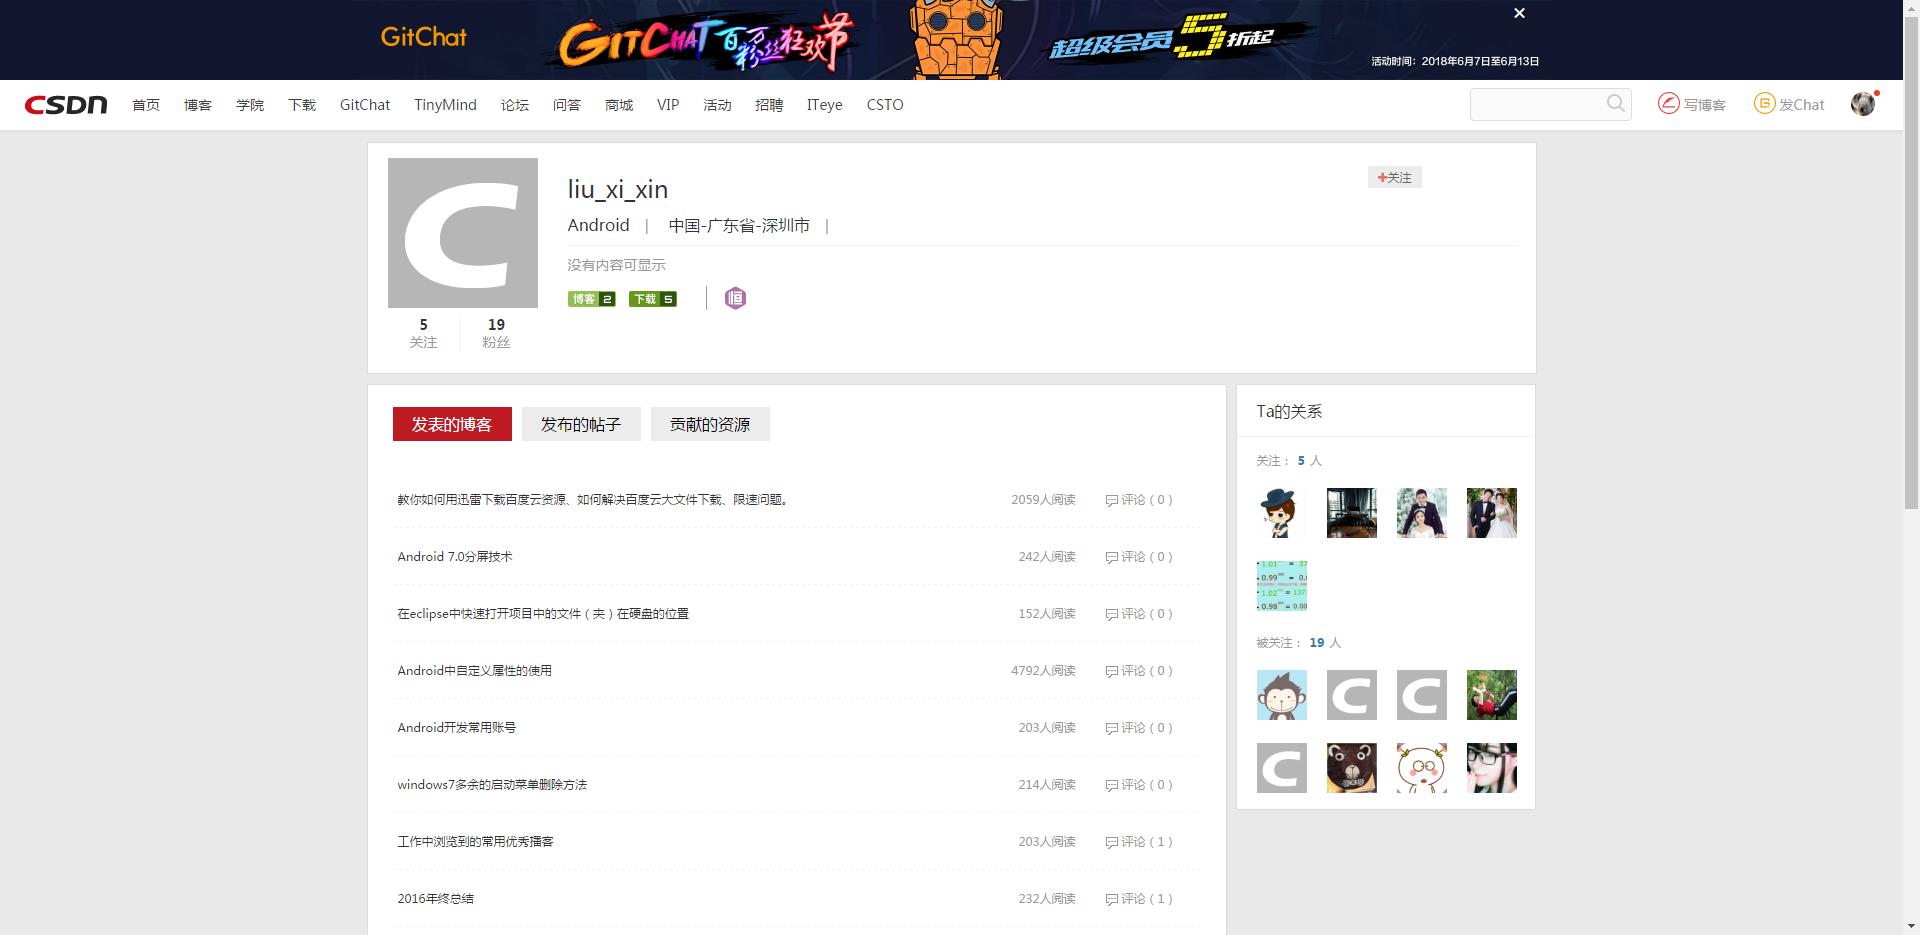 GitChat
GITCHAT 百万粉丝狂欢节
超级会员5折起
活动时间：2018年6月7日至6月13日
CSDN 首页 博客 学院 下载 GitChat TinyMind 论坛 问答 商城 VIP 活动 招聘 ITeye CSTO 写博客 发Chat
liu_xi_xin
+关注
Android | 中国-广东省-深圳市 |
没有内容可显示
博客 2 下载 5 恒
5 19
关注 粉丝
发表的博客 发布的帖子 贡献的资源
教你如何用迅雷下载百度云资源、如何解决百度云大文件下载、限速问题。 2059人阅读 评论 ( 0 )
Android 7.0分屏技术 242人阅读 评论 ( 0 )
在eclipse中快速打开项目中的文件 ( 夹 ) 在硬盘的位置 152人阅读 评论 ( 0 )
Android中自定义属性的使用 4792人阅读 评论 ( 0 )
Android开发常用账号 203人阅读 评论 ( 0 )
windows7多余的启动菜单删除方法 214人阅读 评论 ( 0 )
工作中浏览到的常用优秀播客 203人阅读 评论 ( 1 )
2016年终总结 232人阅读 评论 ( 1 )
Ta的关系
关注： 5 人
被关注： 19 人